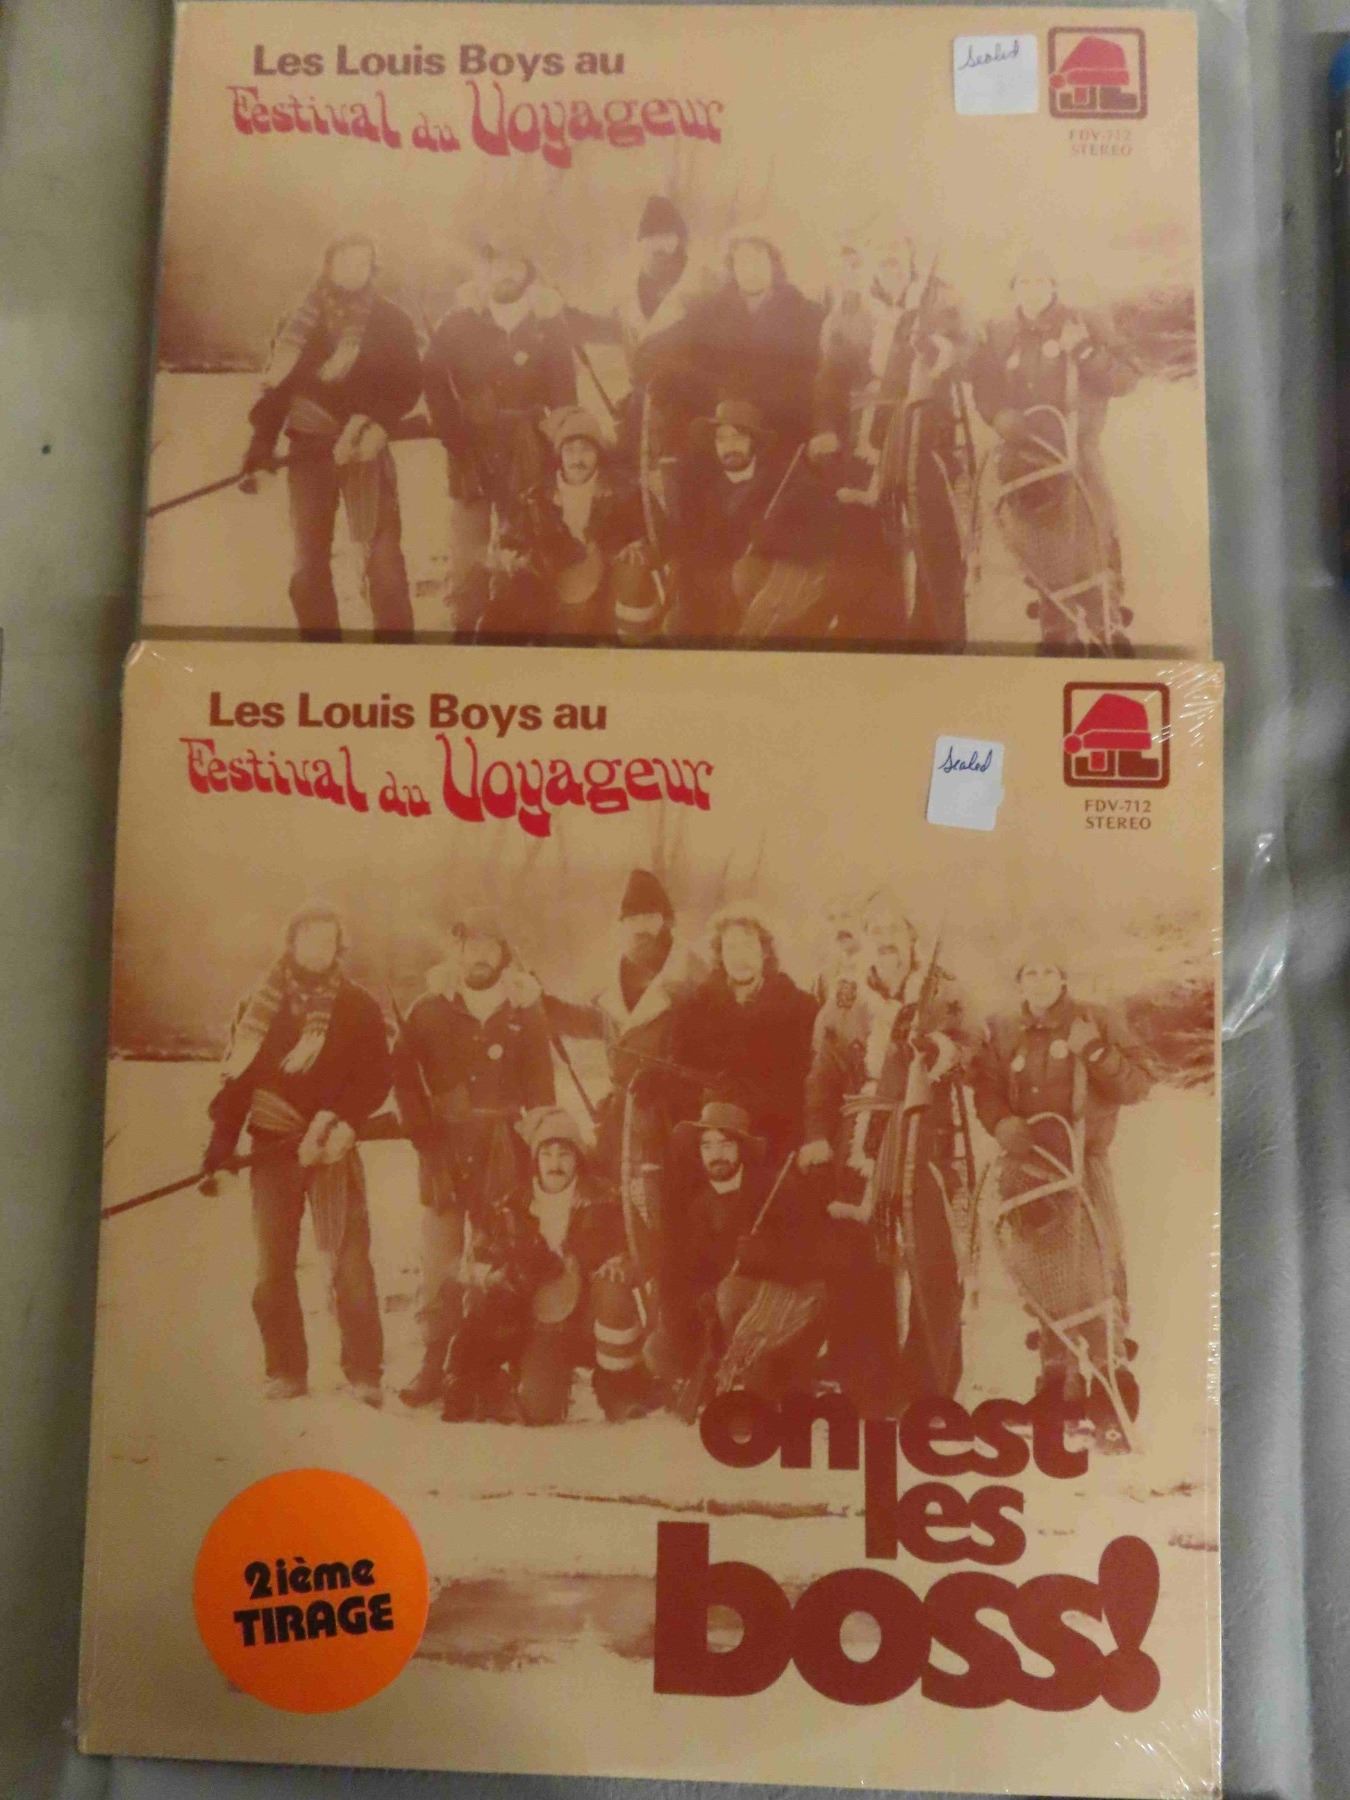 Les Louis Boys au
Festival du Voyageur
Sealed
FDV-712
STEREO
Les Louis Boys au
Festival du Voyageur
Sealed
FDV-712
STEREO
on est
les
boss!
2ième
TIRAGE